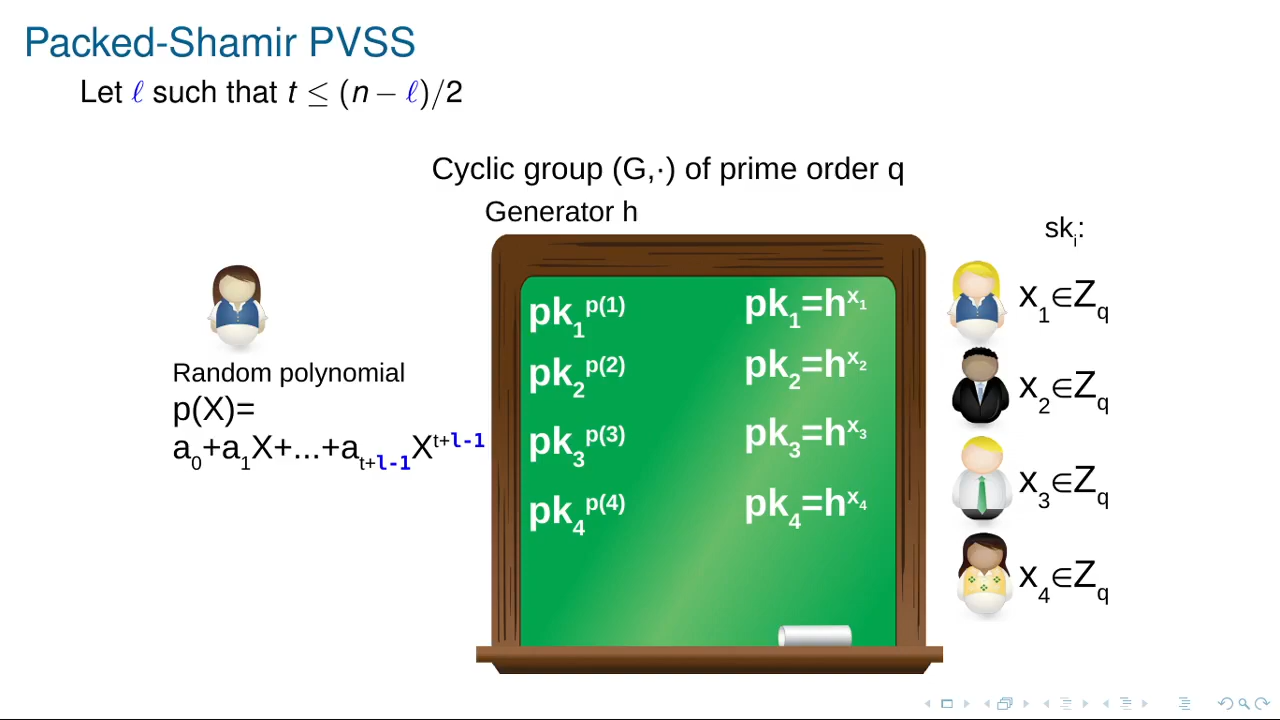 Packed-Shamir PVSS
Let ℓ such that t ≤ (n − ℓ)/2
Cyclic group (G,·) of prime order q
Generator h
sk_i:
Random polynomial
p(X)=
a_0+a_1X+...+a_{t+l-1}X^{t+l-1}
pk_1^{p(1)}
pk_2^{p(2)}
pk_3^{p(3)}
pk_4^{p(4)}
pk_1=h^{x_1}
pk_2=h^{x_2}
pk_3=h^{x_3}
pk_4=h^{x_4}
x_1∈Z_q
x_2∈Z_q
x_3∈Z_q
x_4∈Z_q